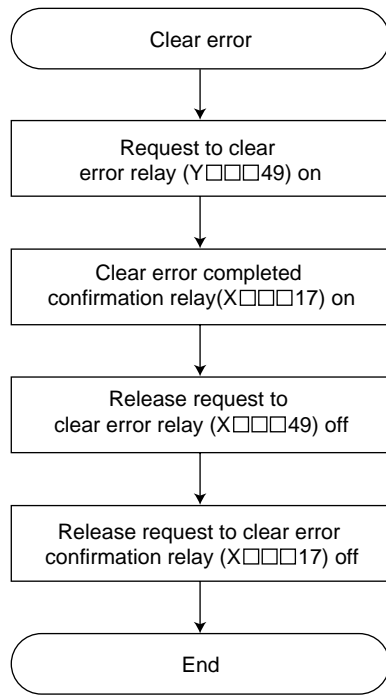 Clear error
Request to clear
error relay (Y□□□49) on
Clear error completed
confirmation relay(X□□□17) on
Release request to
clear error relay (X□□□49) off
Release request to clear error
confirmation relay (X□□□17) off
End